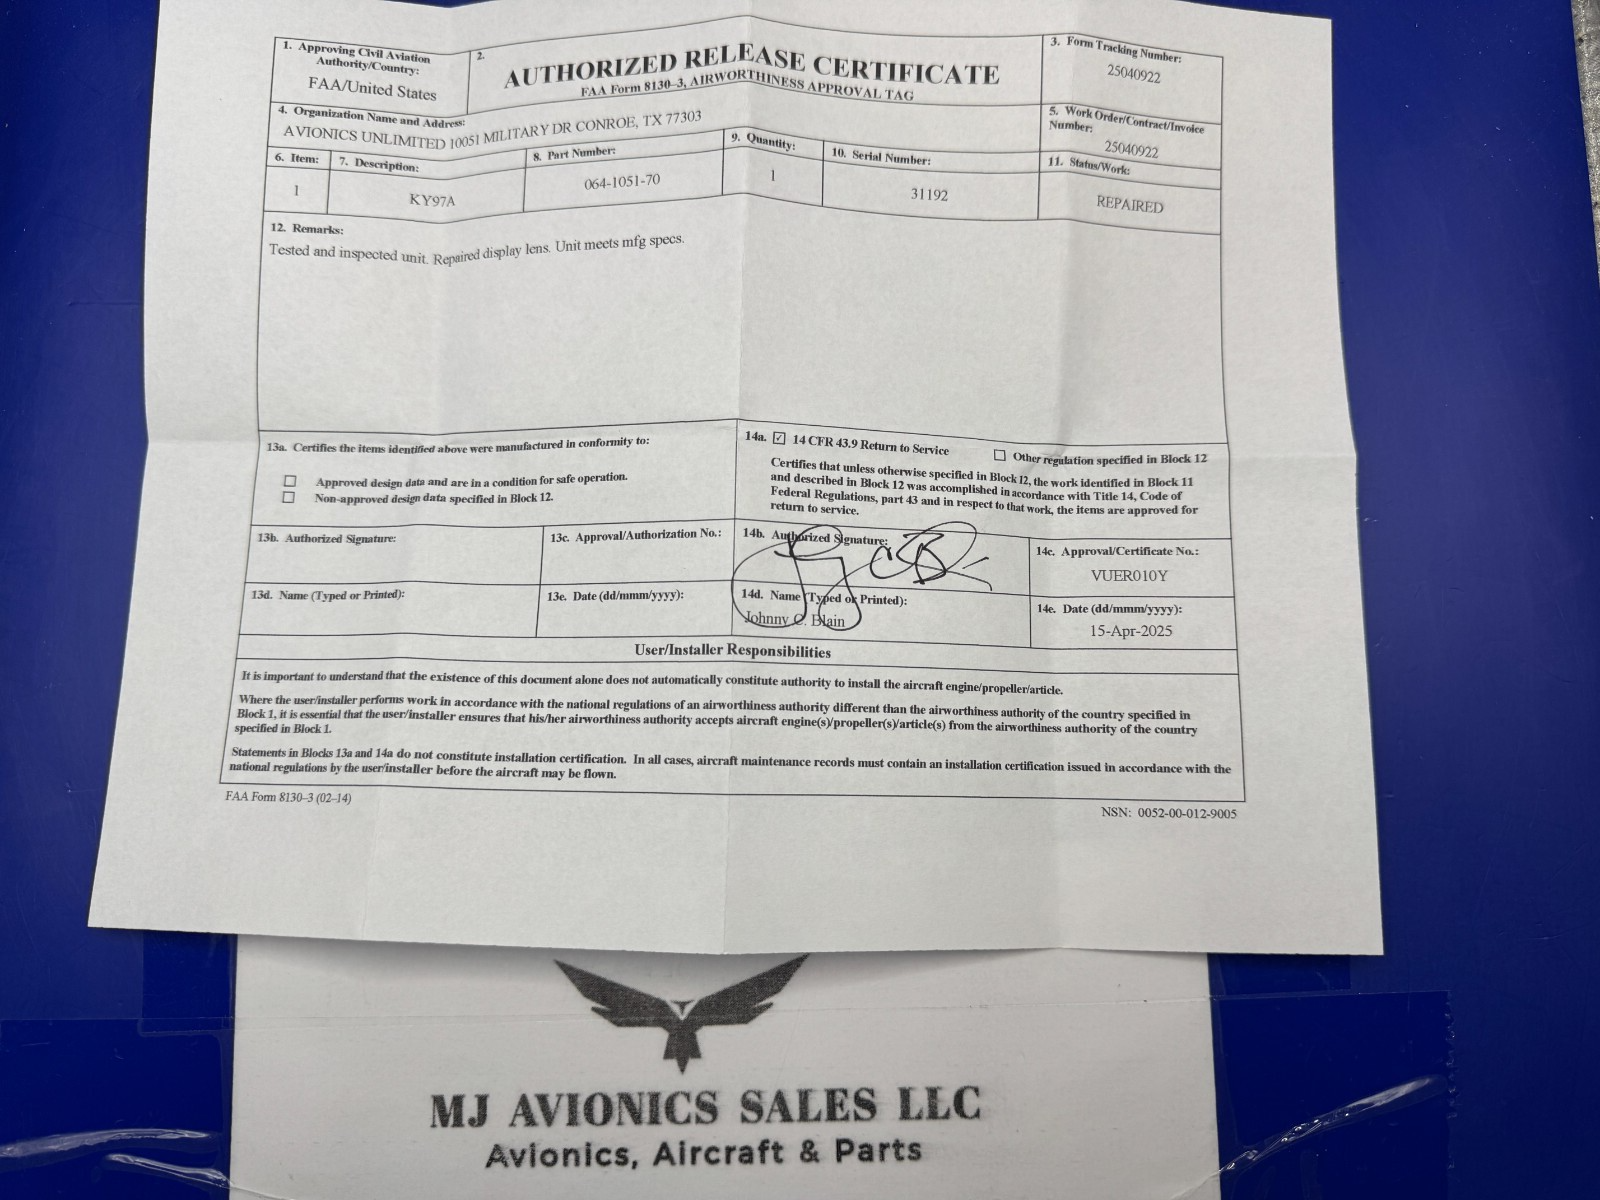 1. Approving Civil Aviation
Authority/Country:
FAA/United States
2.
AUTHORIZED RELEASE CERTIFICATE
FAA Form 8130–3, AIRWORTHINESS APPROVAL TAG
3. Form Tracking Number:
25040922
4. Organization Name and Address:
AVIONICS UNLIMITED 10051 MILITARY DR CONROE, TX 77303
5. Work Order/Contract/Invoice
Number:
25040922
6. Item:
1
7. Description:
KY97A
8. Part Number:
064-1051-70
9. Quantity:
1
10. Serial Number:
31192
11. Status/Work:
REPAIRED
12. Remarks:
Tested and inspected unit. Repaired display lens. Unit meets mfg specs.
13a. Certifies the items identified above were manufactured in conformity to:
Approved design data and are in a condition for safe operation.
Non-approved design data specified in Block 12.
14a. ☑ 14 CFR 43.9 Return to Service ☐ Other regulation specified in Block 12
Certifies that unless otherwise specified in Block 12, the work identified in Block 11
and described in Block 12 was accomplished in accordance with Title 14, Code of
Federal Regulations, part 43 and in respect to that work, the items are approved for
return to service.
13b. Authorized Signature:
13c. Approval/Authorization No.:
14b. Authorized Signature:
14c. Approval/Certificate No.:
VUER010Y
13d. Name (Typed or Printed):
13e. Date (dd/mmm/yyyy):
14d. Name (Typed or Printed):
Johnny C. Blain
14e. Date (dd/mmm/yyyy):
15-Apr-2025
User/Installer Responsibilities
It is important to understand that the existence of this document alone does not automatically constitute authority to install the aircraft engine/propeller/article.
Where the user/installer performs work in accordance with the national regulations of an airworthiness authority different than the airworthiness authority of the country specified in
Block 1, it is essential that the user/installer ensures that his/her airworthiness authority accepts aircraft engine(s)/propeller(s)/article(s) from the airworthiness authority of the country
specified in Block 1.
Statements in Blocks 13a and 14a do not constitute installation certification. In all cases, aircraft maintenance records must contain an installation certification issued in accordance with the
national regulations by the user/installer before the aircraft may be flown.
FAA Form 8130–3 (02–14)
NSN: 0052-00-012-9005
MJ AVIONICS SALES LLC
Avionics, Aircraft & Parts